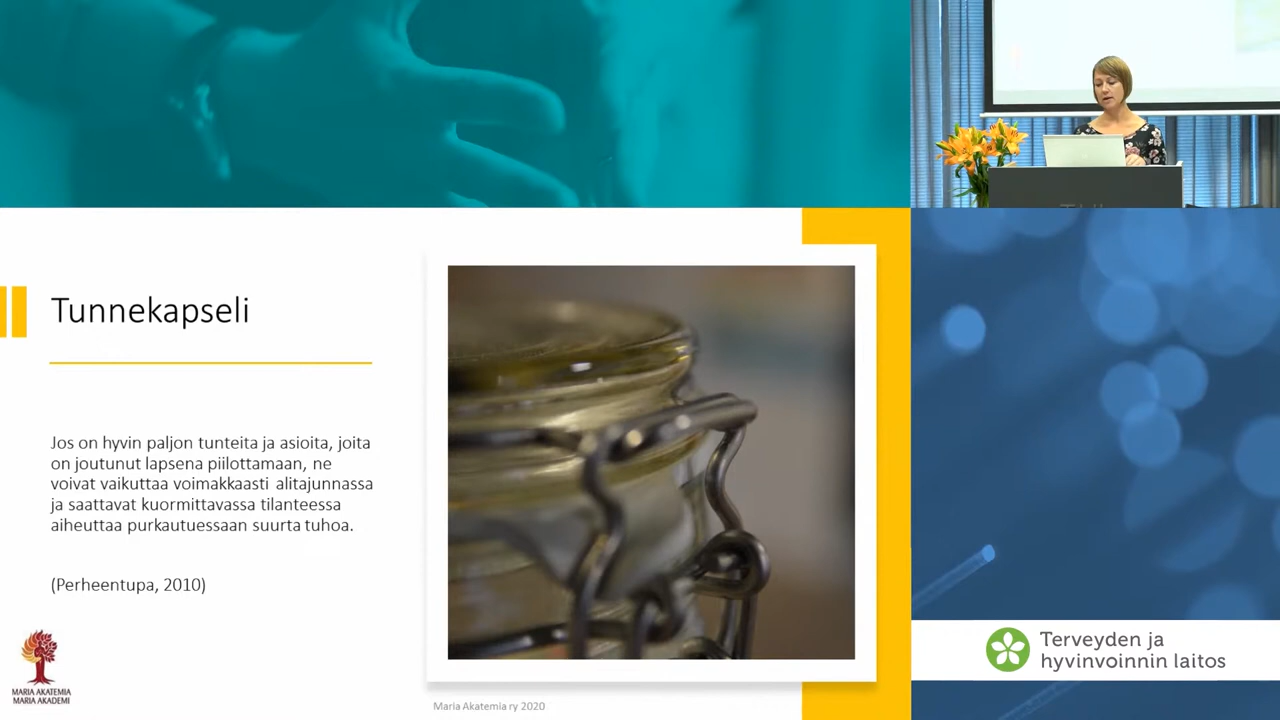 Tunnekapseli
Jos on hyvin paljon tunteita ja asioita, joita
on joutunut lapsena piilottamaan, ne
voivat vaikuttaa voimakkaasti alitajunnassa
ja saattavat kuormittavassa tilanteessa
aiheuttaa purkautuessaan suurta tuhoa.
(Perheentupa, 2010)
MARIA AKATEMIA
MARIA AKADEMI
Maria Akatemia ry 2020
Terveyden ja
hyvinvoinnin laitos